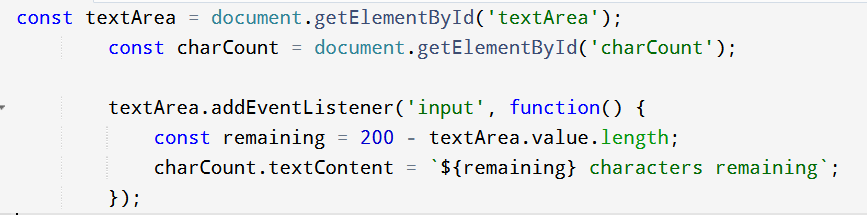 const textArea = document.getElementById('textArea');
const charCount = document.getElementById('charCount');
textArea.addEventListener('input', function() {
const remaining = 200 - textArea.value.length;
charCount.textContent = `${remaining} characters remaining`;
});